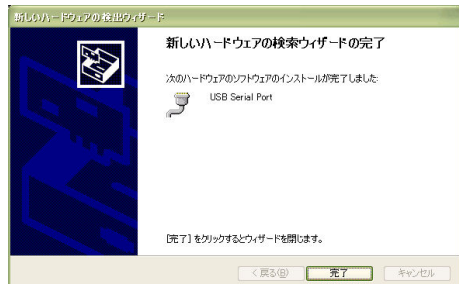 新しいハードウェアの検出ウィザード
新しいハードウェアの検索ウィザードの完了
次のハードウェアのソフトウェアのインストールが完了しました:
USB Serial Port
[完了] をクリックするとウィザードを閉じます。
< 戻る(B)
完了
キャンセル